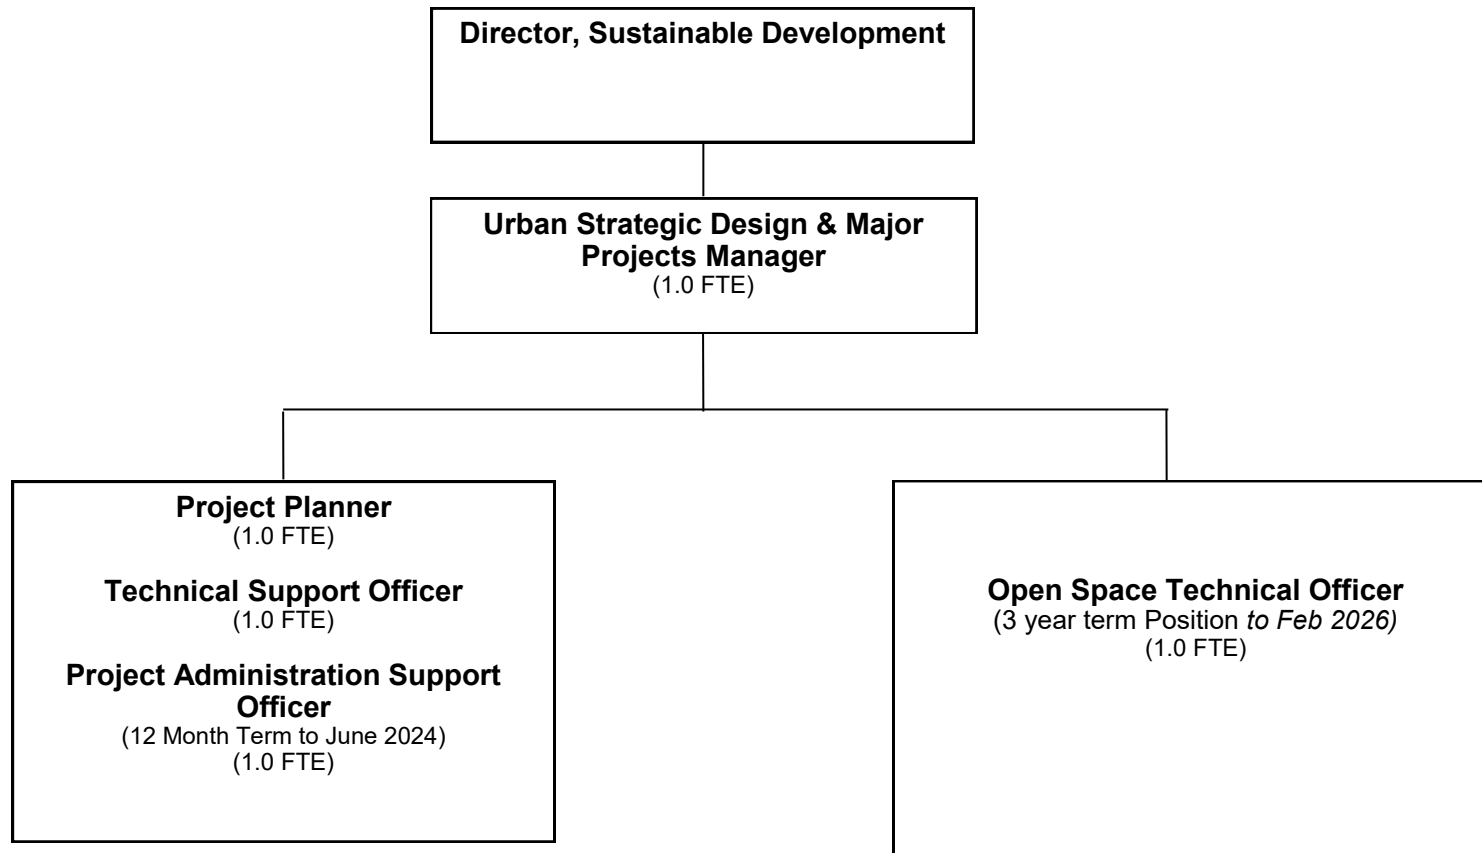 Director, Sustainable Development
Urban Strategic Design & Major
Projects Manager
(1.0 FTE)
Project Planner
(1.0 FTE)
Technical Support Officer
(1.0 FTE)
Project Administration Support
Officer
(12 Month Term to June 2024)
(1.0 FTE)
Open Space Technical Officer
(3 year term Position to Feb 2026)
(1.0 FTE)